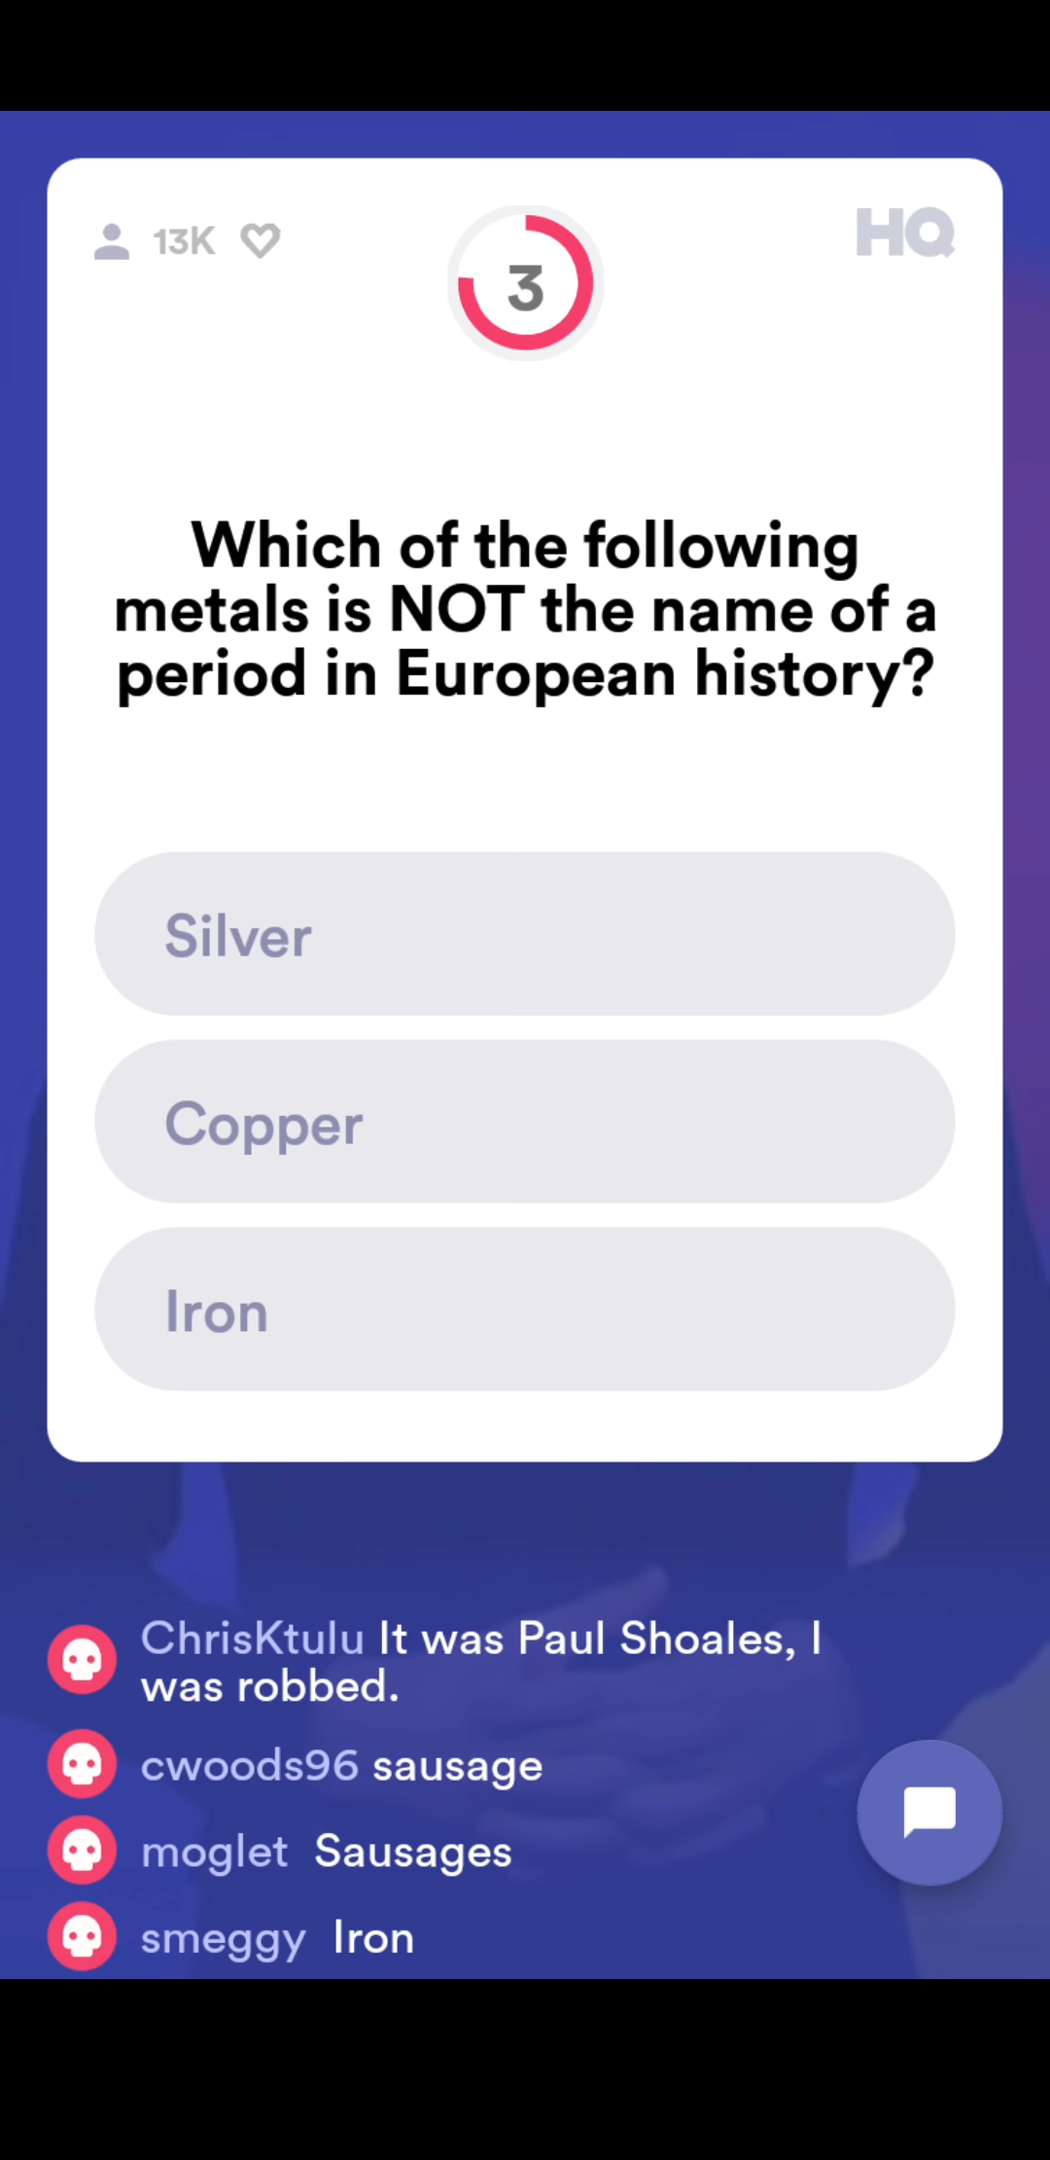 13K
3
HQ
Which of the following
metals is NOT the name of a
period in European history?
Silver
Copper
Iron
ChrisKtulu It was Paul Shoales, I
was robbed.
cwoods96 sausage
moglet Sausages
smeggy Iron